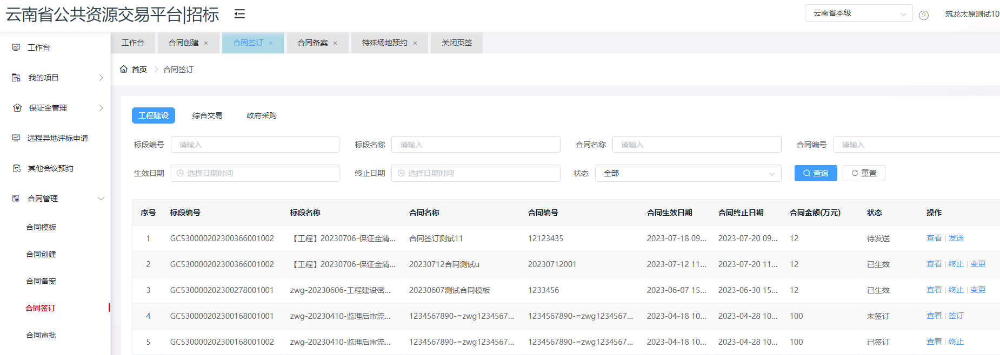 云南省公共资源交易平台|招标
云南省本级
筑龙太原测试10
工作台
合同创建 ×
合同签订 ×
合同备案 ×
特殊场地预约 ×
关闭页签
工作台
我的项目
保证金管理
远程异地评标申请
其他会议预约
合同管理
合同模板
合同创建
合同备案
合同签订
合同审批
首页 > 合同签订
工程建设 综合交易 政府采购
标段编号 请输入 标段名称 请输入 合同名称 请输入 合同编号 请输入
生效日期 选择日期时间 终止日期 选择日期时间 状态 全部 查询 重置
序号 标段编号 标段名称 合同名称 合同编号 合同生效日期 合同终止日期 合同金额(万元) 状态 操作
1 GC530000202300366001002 【工程】20230706-保证金清... 合同签订测试11 12123435 2023-07-18 09... 2023-07-20 09... 12 待发送 查看 | 发送
2 GC530000202300366001002 【工程】20230706-保证金清... 20230712合同测试u 20230712001 2023-07-12 11... 2023-07-20 11... 12 已生效 查看 | 终止 | 变更
3 GC530000202300278001001 zwg-20230606-工程建设密... 20230607测试合同模板 1233456 2023-06-07 15... 2023-06-30 15... 12 已生效 查看 | 终止 | 变更
4 GC530000202300168001001 zwg-20230410-监理后审流... 1234567890-=zwg1234567... 1234567890-=zwg1234567... 2023-04-18 10... 2023-04-28 10... 100 未签订 查看 | 签订
5 GC530000202300168001002 zwg-20230410-监理后审流... 1234567890-=zwg1234567... 1234567890-=zwg1234567... 2023-04-18 10... 2023-04-28 10... 100 已签订 查看 | 终止